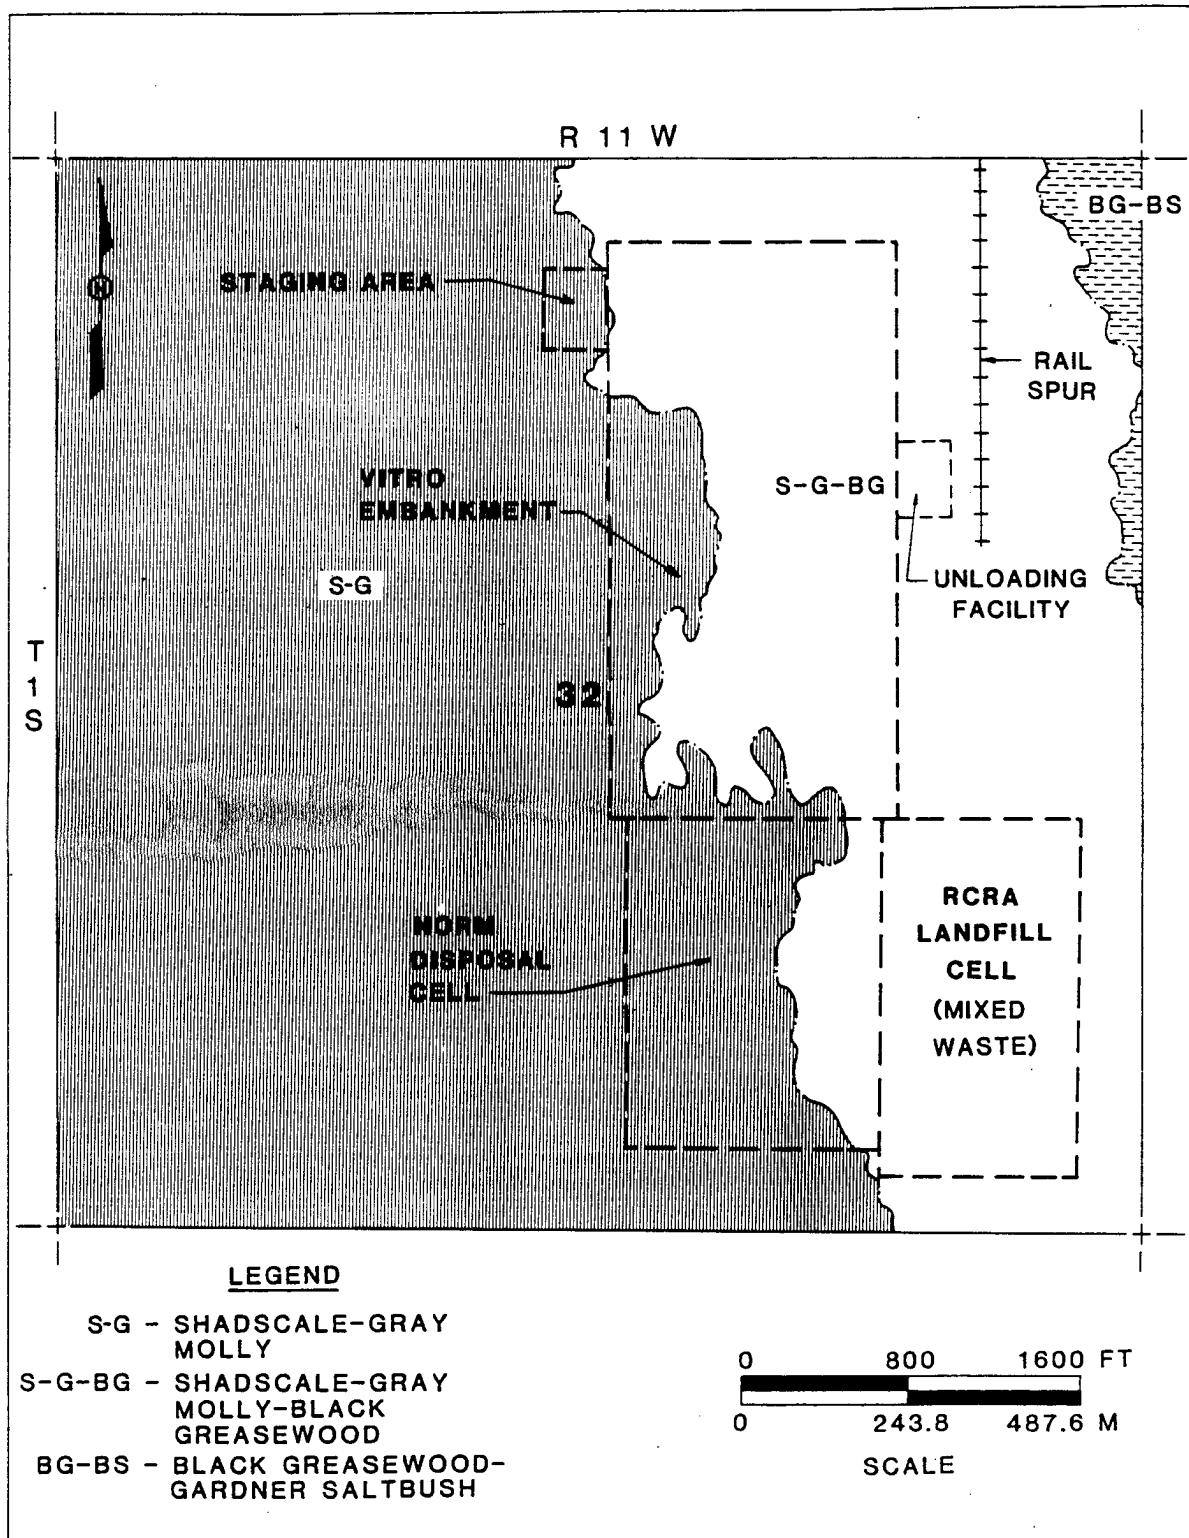 R 11 W
BG-BS
N
STAGING AREA
RAIL
SPUR
VITRO
EMBANKMENT
S-G-BG
S-G
UNLOADING
FACILITY
T
1
S
32
RCRA
LANDFILL
CELL
(MIXED
WASTE)
NORM
DISPOSAL
CELL
LEGEND
S-G - SHADSCALE-GRAY
MOLLY
S-G-BG - SHADSCALE-GRAY
MOLLY-BLACK
GREASEWOOD
BG-BS - BLACK GREASEWOOD-
GARDNER SALTBUSH
0 800 1600 FT
0 243.8 487.6 M
SCALE